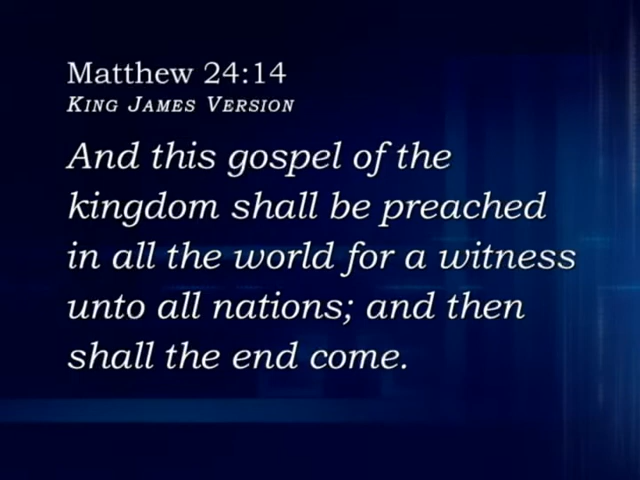 Matthew 24:14
King James Version
And this gospel of the
kingdom shall be preached
in all the world for a witness
unto all nations; and then
shall the end come.